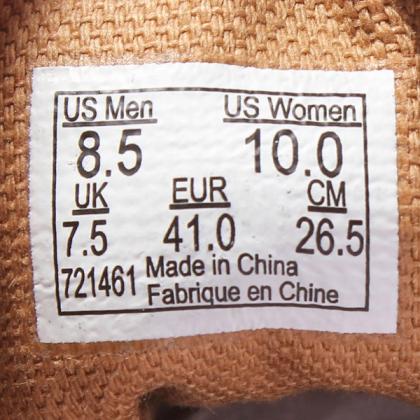 US Men US Women
8.5 10.0
UK EUR CM
7.5 41.0 26.5
721461 Made in China
Fabrique en Chine